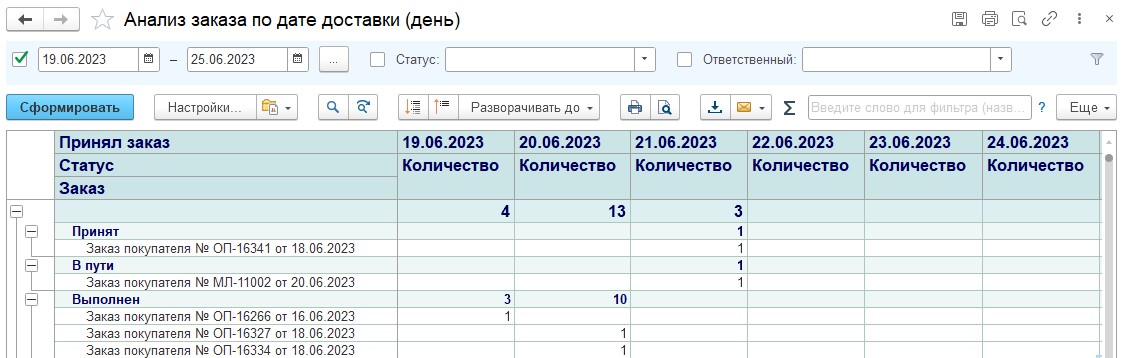 Анализ заказа по дате доставки (день)
19.06.2023 – 25.06.2023 ... Статус: Ответственный:
Сформировать Настройки... Разворачивать до Σ Введите слово для фильтра (назв... ? Еще
Принял заказ 19.06.2023 20.06.2023 21.06.2023 22.06.2023 23.06.2023 24.06.2023
Статус Количество Количество Количество Количество Количество Количество
Заказ
4 13 3
Принят 1
Заказ покупателя № ОП-16341 от 18.06.2023 1
В пути 1
Заказ покупателя № МЛ-11002 от 20.06.2023 1
Выполнен 3 10
Заказ покупателя № ОП-16266 от 16.06.2023 1
Заказ покупателя № ОП-16327 от 18.06.2023 1
Заказ покупателя № ОП-16334 от 18.06.2023 1